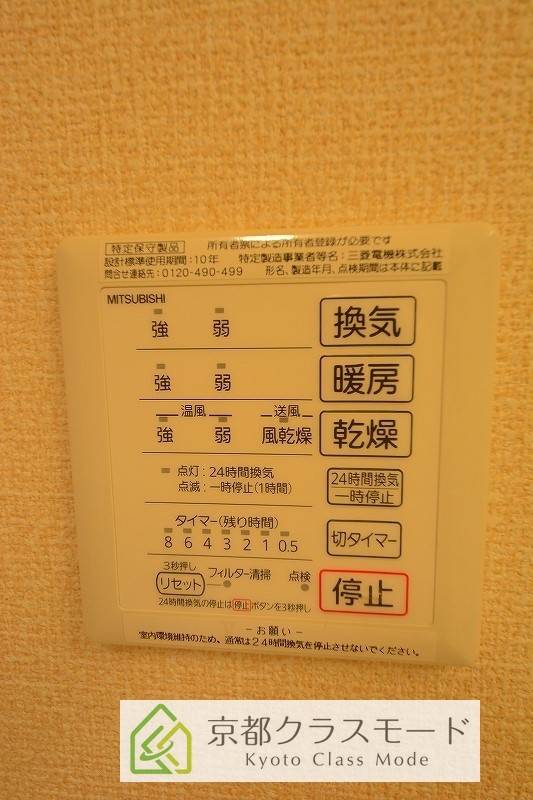 特定保守製品 所有者票による所有者登録が必要です
設計標準使用期間:10年 特定製造事業者等名:三菱電機株式会社
問合せ連絡先:0120-490-499 形名、製造年月、点検期間は本体に記載
MITSUBISHI
強 弱 換気
強 弱 暖房
温風 送風
強 弱 風乾燥 乾燥
点灯:24時間換気
点滅:一時停止(1時間)
24時間換気
一時停止
タイマー(残り時間)
8 6 4 3 2 1 0.5
切タイマー
3秒押し
リセット フィルター清掃 点検
停止
24時間換気の停止は停止ボタンを3秒押し
-お願い-
室内環境維持のため、通常は24時間換気を停止させないでください。
京都クラスモード
Kyoto Class Mode